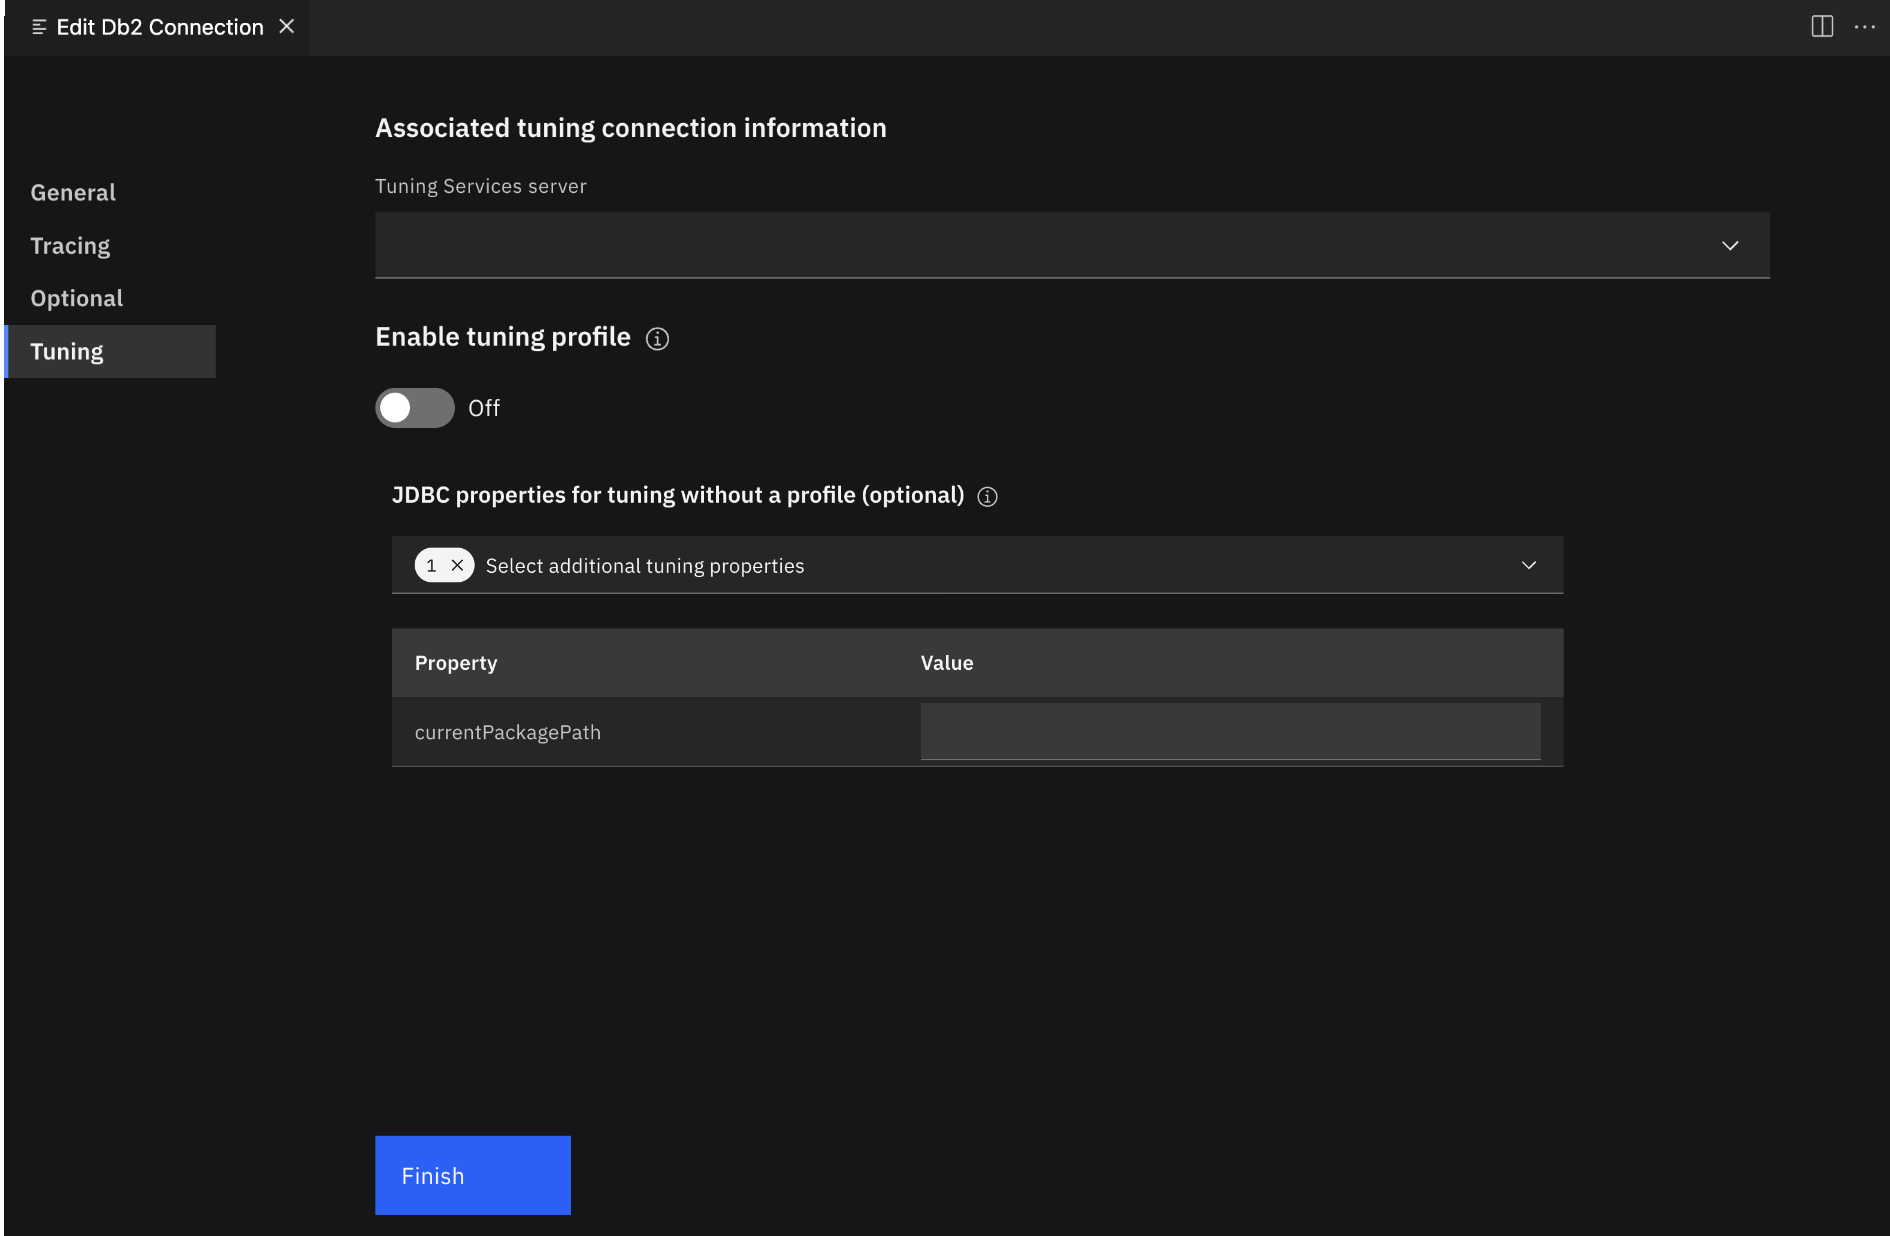 Edit Db2 Connection
General
Tracing
Optional
Tuning
Associated tuning connection information
Tuning Services server
Enable tuning profile
Off
JDBC properties for tuning without a profile (optional)
1 Select additional tuning properties
Property Value
currentPackagePath
Finish